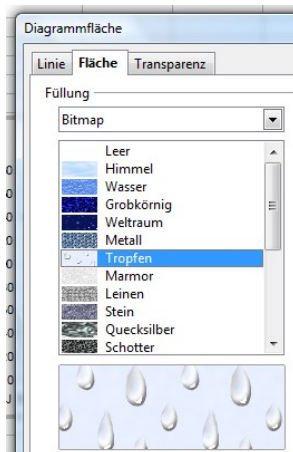 Diagrammfläche
Linie Fläche Transparenz
Füllung
Bitmap
Leer
Himmel
Wasser
Grobkörnig
Weltraum
Metall
Tropfen
Marmor
Leinen
Stein
Quecksilber
Schotter